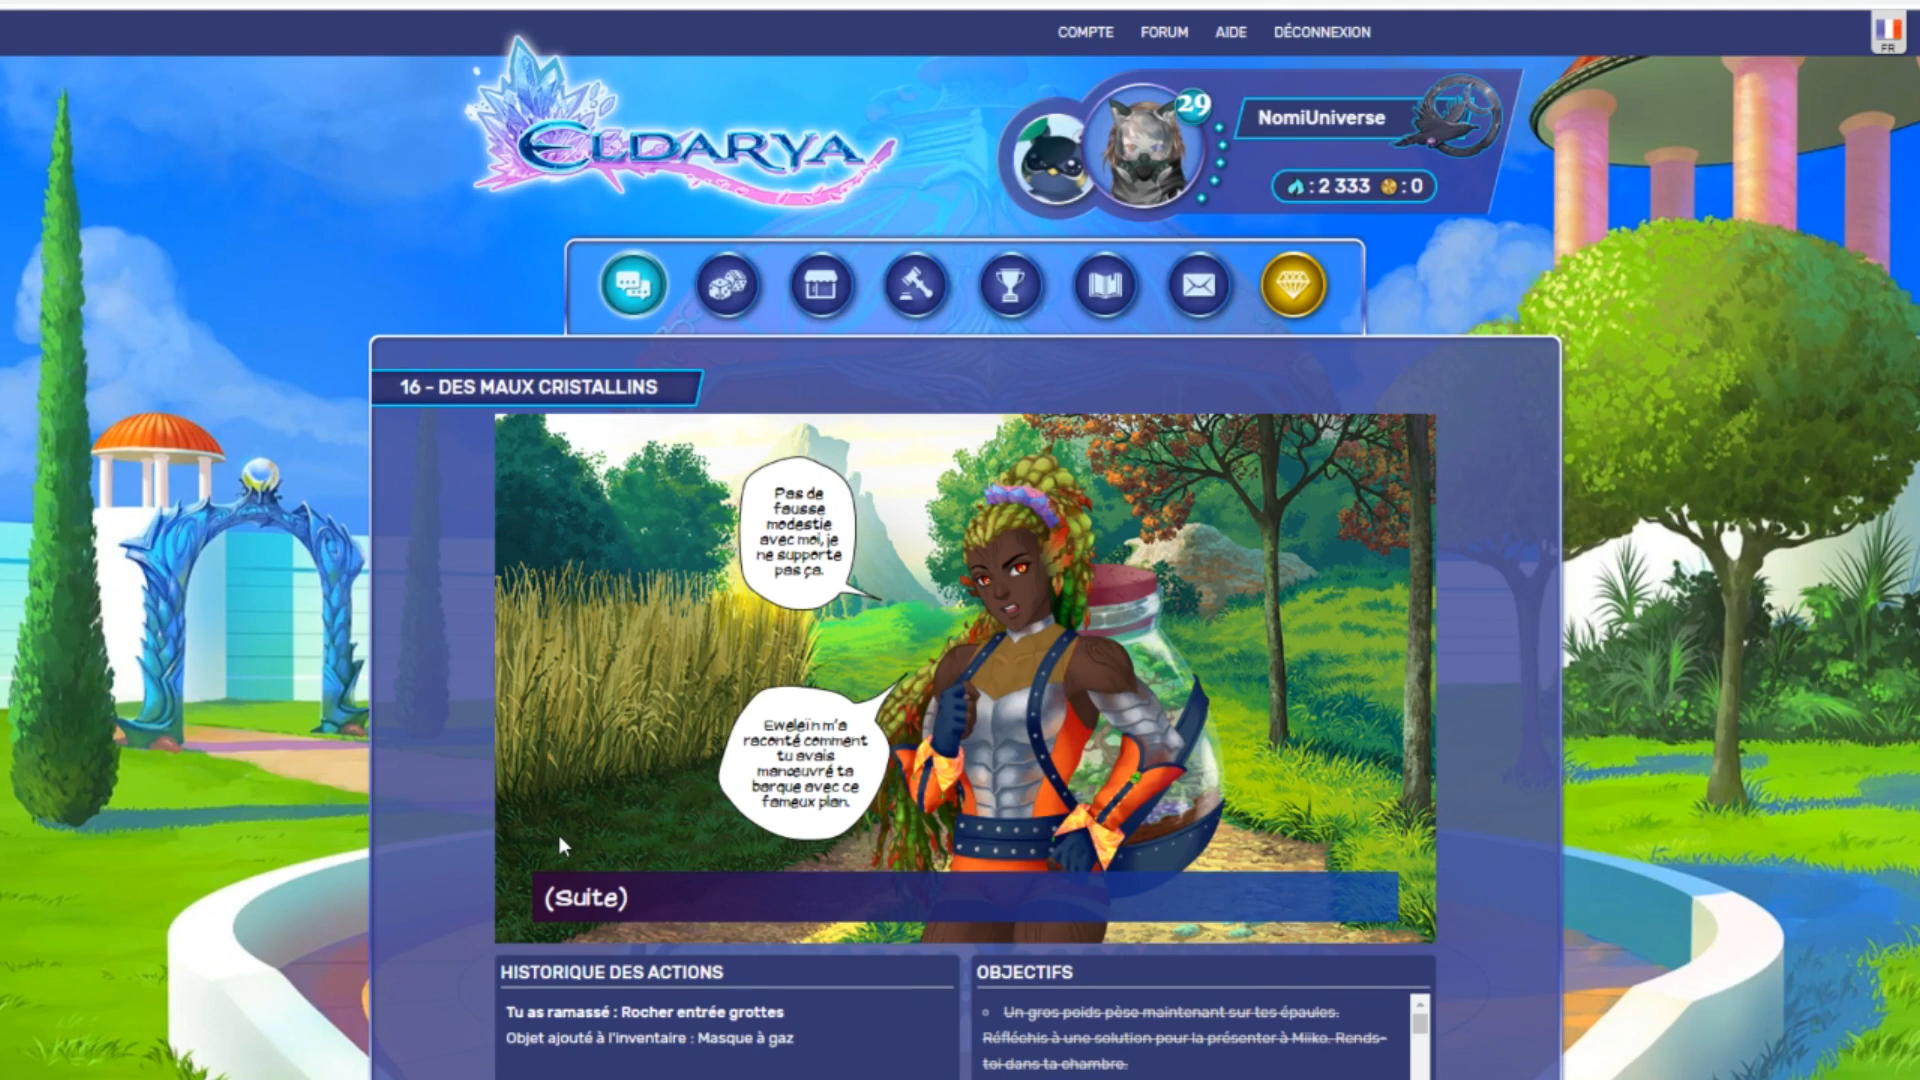 COMPTE FORUM AIDE DÉCONNEXION
FR
ELDARYA
29
NomiUniverse
: 2 333 : 0
16 - DES MAUX CRISTALLINS
Pas de
fausse
modestie
avec moi, je
ne supporte
pas ça.
Eweleïn m'a
raconté comment
tu avais
manœuvré ta
barque avec ce
fameux plan.
(Suite)
HISTORIQUE DES ACTIONS
Tu as ramassé : Rocher entrée grottes
Objet ajouté à l'inventaire : Masque à gaz
OBJECTIFS
Un gros poids pèse maintenant sur tes épaules.
Réfléchis à une solution pour la présenter à Miiko. Rends-
toi dans ta chambre.